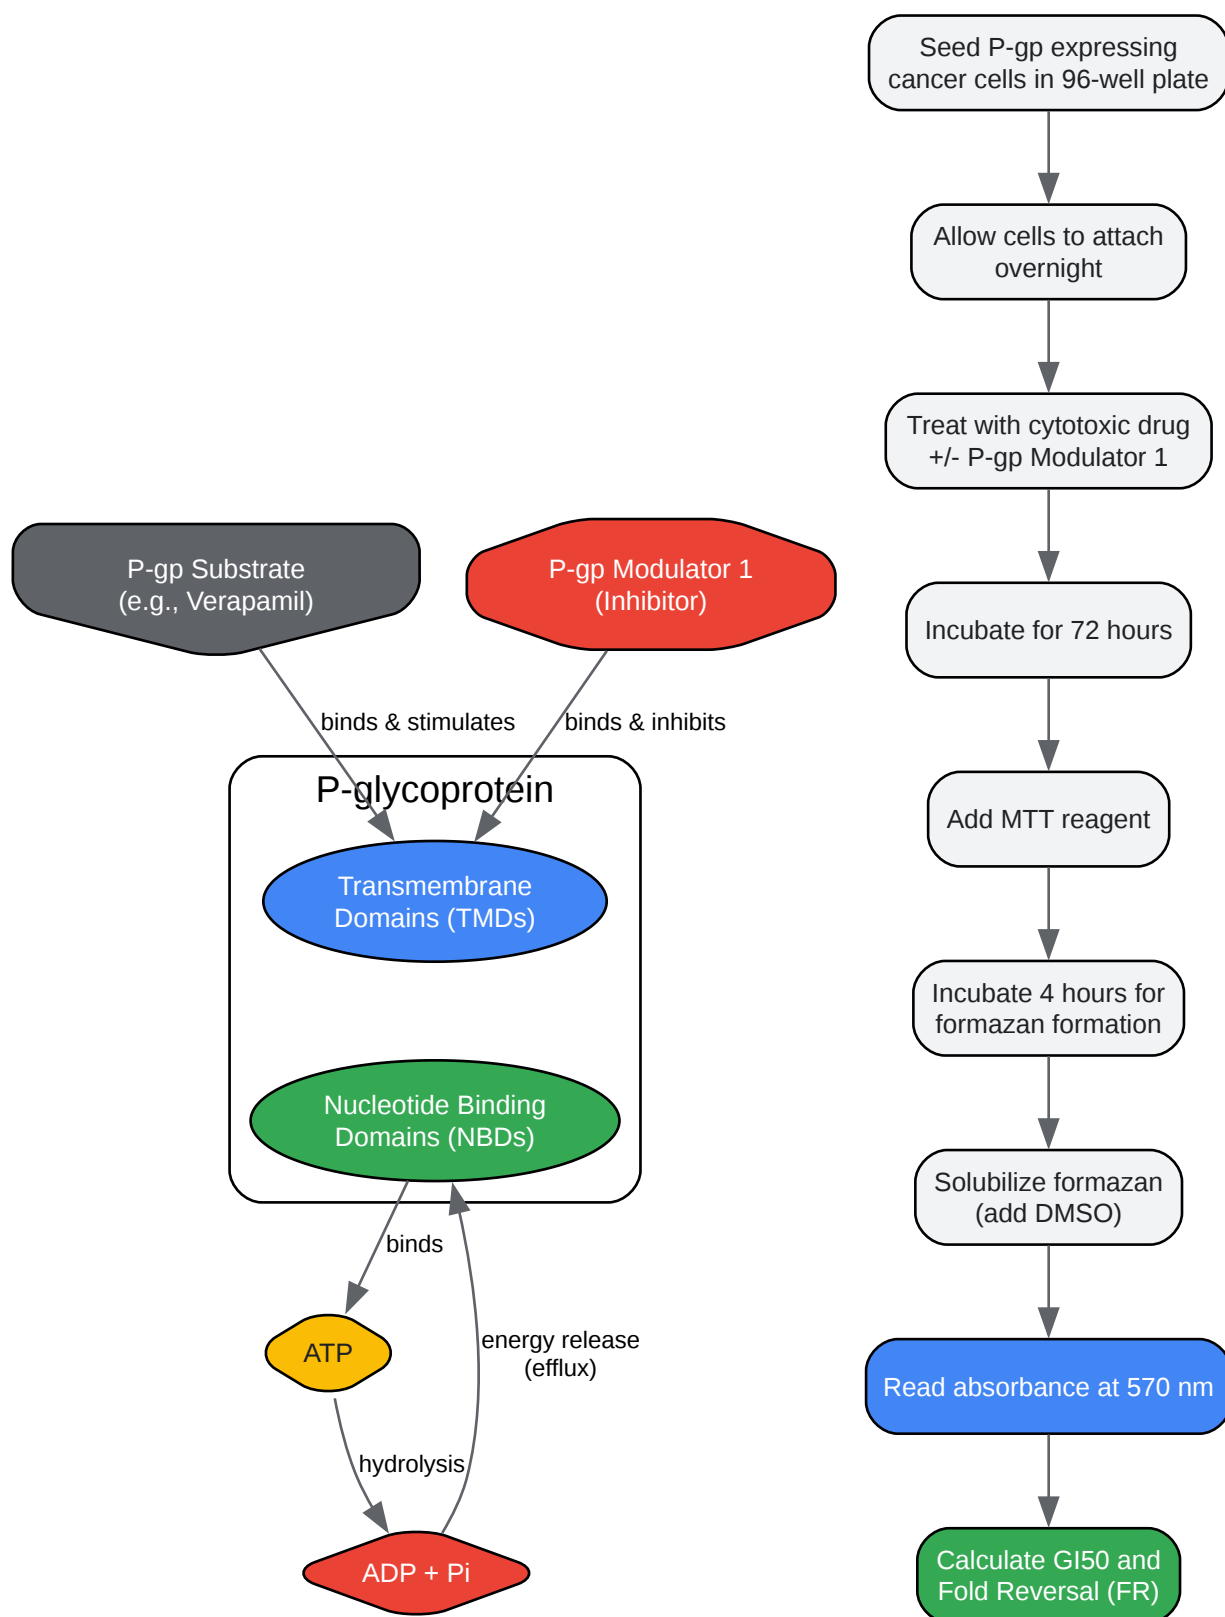 P-gp Substrate
(e.g., Verapamil)
P-gp Modulator 1
(Inhibitor)
binds & stimulates
binds & inhibits
P-glycoprotein
Transmembrane
Domains (TMDs)
Nucleotide Binding
Domains (NBDs)
binds
energy release
(efflux)
ATP
hydrolysis
ADP + Pi
Seed P-gp expressing
cancer cells in 96-well plate
Allow cells to attach
overnight
Treat with cytotoxic drug
+/- P-gp Modulator 1
Incubate for 72 hours
Add MTT reagent
Incubate 4 hours for
formazan formation
Solubilize formazan
(add DMSO)
Read absorbance at 570 nm
Calculate GI50 and
Fold Reversal (FR)